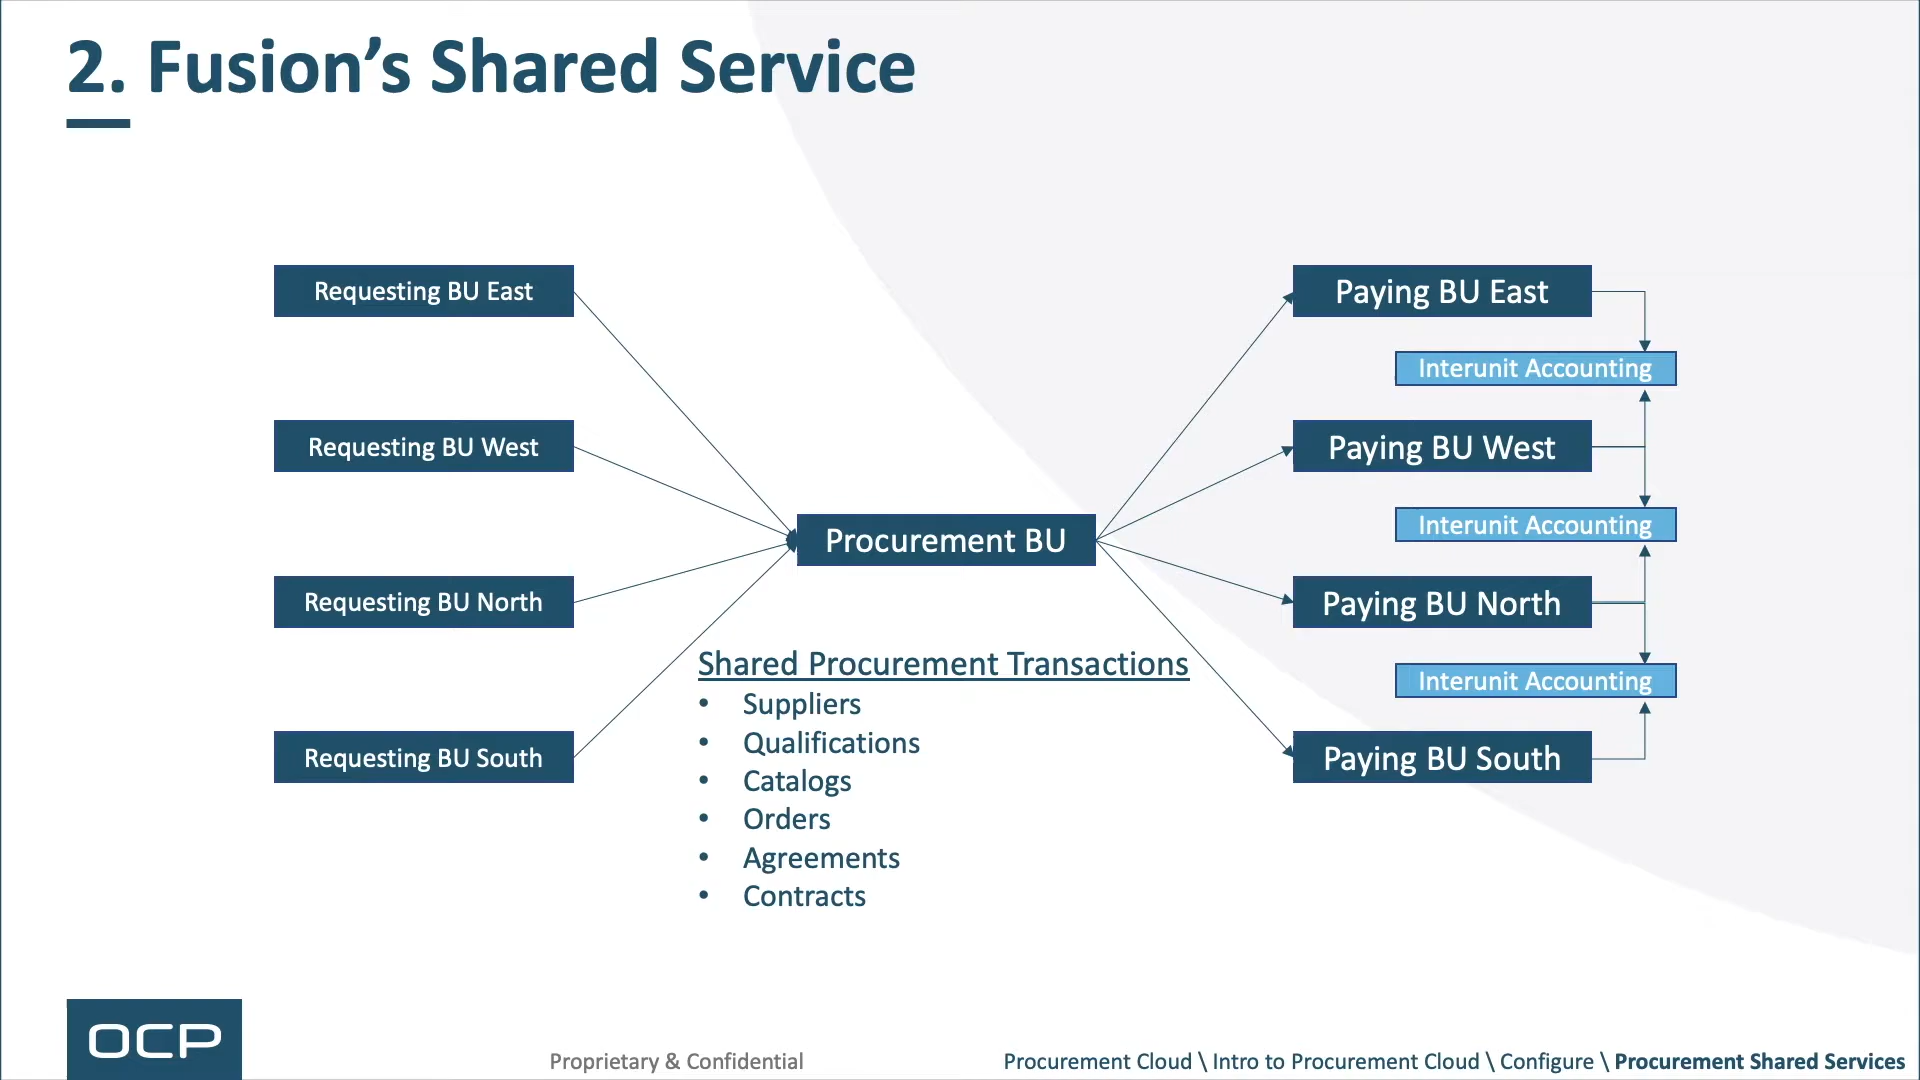 2. Fusion’s Shared Service
Requesting BU East
Requesting BU West
Requesting BU North
Requesting BU South
Procurement BU
Shared Procurement Transactions
• Suppliers
• Qualifications
• Catalogs
• Orders
• Agreements
• Contracts
Paying BU East
Interunit Accounting
Paying BU West
Interunit Accounting
Paying BU North
Interunit Accounting
Paying BU South
OCP
Proprietary & Confidential
Procurement Cloud \ Intro to Procurement Cloud \ Configure \ Procurement Shared Services